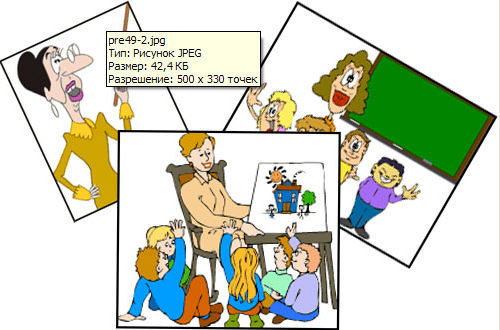 pre49-2.jpg
Тип: Рисунок JPEG
Размер: 42,4 КБ
Разрешение: 500 x 330 точек